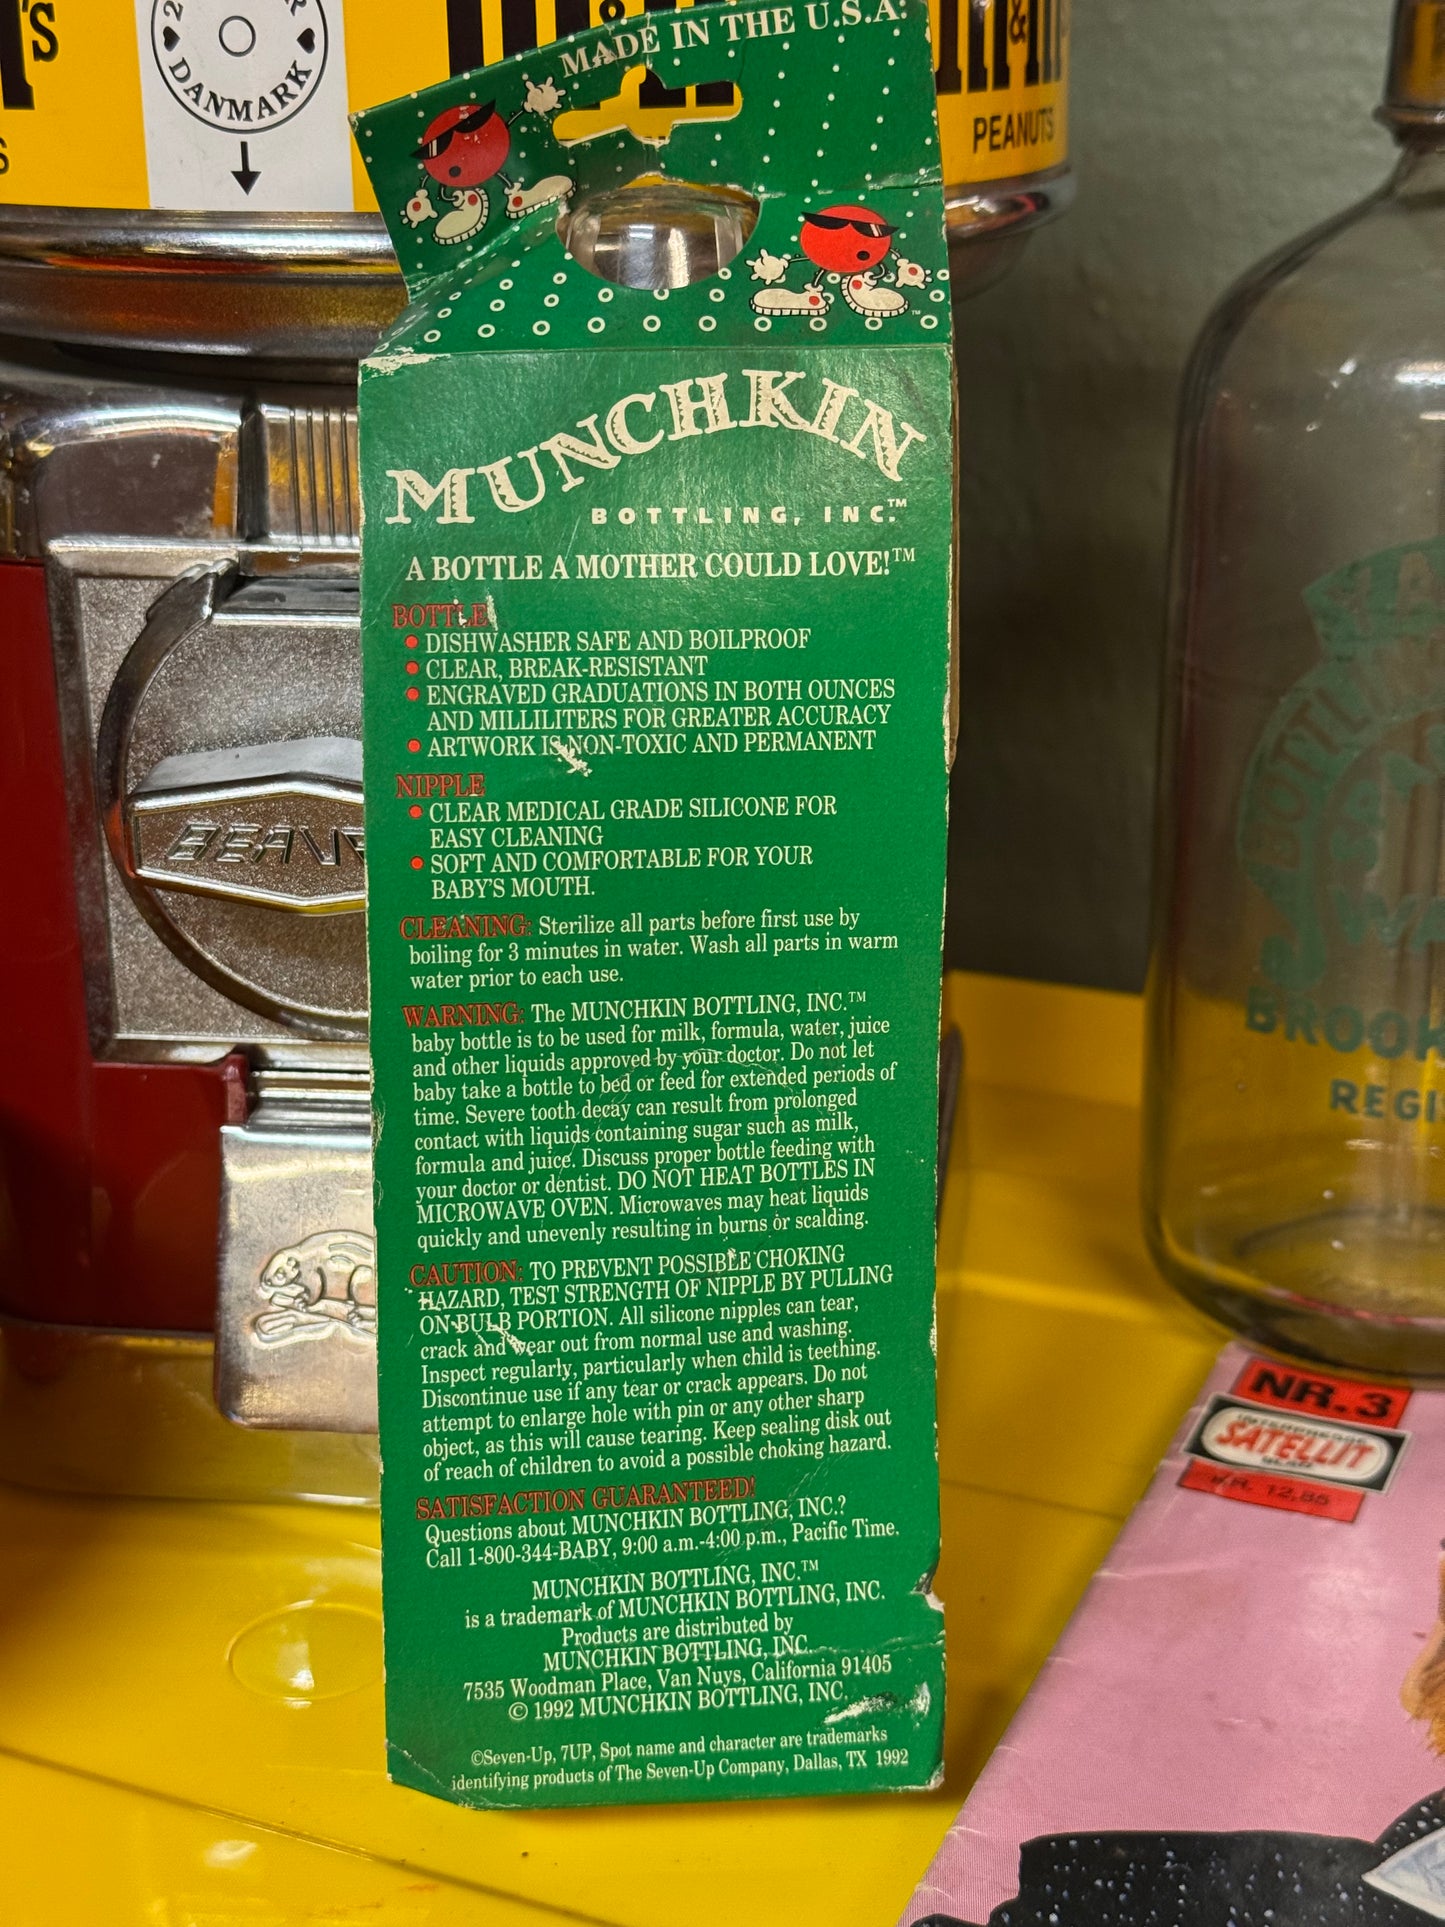 'S
DANMARK
&
PEANUTS
MADE IN THE U.S.A.
TM
MUNCHKIN
BOTTLING, INC.™
A BOTTLE A MOTHER COULD LOVE!™
BOTTLE
• DISHWASHER SAFE AND BOILPROOF
• CLEAR, BREAK-RESISTANT
• ENGRAVED GRADUATIONS IN BOTH OUNCES
AND MILLILITERS FOR GREATER ACCURACY
• ARTWORK IS NON-TOXIC AND PERMANENT
NIPPLE
• CLEAR MEDICAL GRADE SILICONE FOR
EASY CLEANING
• SOFT AND COMFORTABLE FOR YOUR
BABY'S MOUTH.
CLEANING: Sterilize all parts before first use by
boiling for 3 minutes in water. Wash all parts in warm
water prior to each use.
WARNING: The MUNCHKIN BOTTLING, INC.™
baby bottle is to be used for milk, formula, water, juice
and other liquids approved by your doctor. Do not let
baby take a bottle to bed or feed for extended periods of
time. Severe tooth decay can result from prolonged
contact with liquids containing sugar such as milk,
formula and juice. Discuss proper bottle feeding with
your doctor or dentist. DO NOT HEAT BOTTLES IN
MICROWAVE OVEN. Microwaves may heat liquids
quickly and unevenly resulting in burns or scalding.
CAUTION: TO PREVENT POSSIBLE CHOKING
HAZARD, TEST STRENGTH OF NIPPLE BY PULLING
ON BULB PORTION. All silicone nipples can tear,
crack and wear out from normal use and washing.
Inspect regularly, particularly when child is teething.
Discontinue use if any tear or crack appears. Do not
attempt to enlarge hole with pin or any other sharp
object, as this will cause tearing. Keep sealing disk out
of reach of children to avoid a possible choking hazard.
SATISFACTION GUARANTEED!
Questions about MUNCHKIN BOTTLING, INC.?
Call 1-800-344-BABY, 9:00 a.m.-4:00 p.m., Pacific Time.
MUNCHKIN BOTTLING, INC.™
is a trademark of MUNCHKIN BOTTLING, INC.
Products are distributed by
MUNCHKIN BOTTLING, INC.
7535 Woodman Place, Van Nuys, California 91405
© 1992 MUNCHKIN BOTTLING, INC.
©Seven-Up, 7UP, Spot name and character are trademarks
identifying products of The Seven-Up Company, Dallas, TX 1992
BEAVE
BOTTLIN
BROOK
REGI
NR. 3
SATELLIT
KR. 12,85